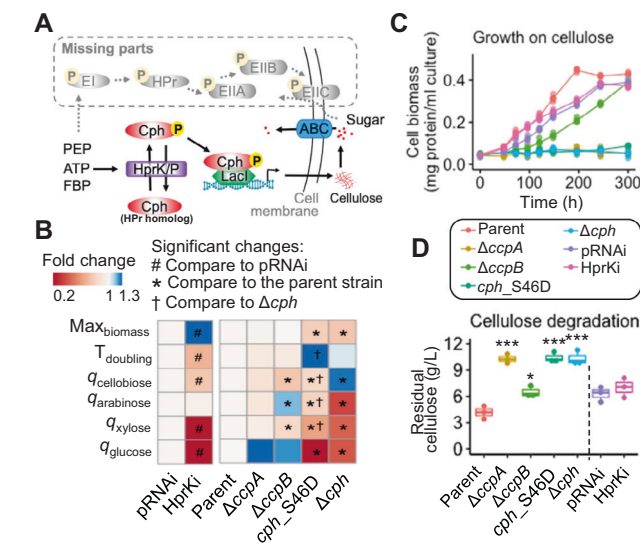 A
Missing parts
P
EI
P
HPr
P
EIIA
P
EIIB
P
EIIC
PEP
ATP
FBP
Cph
P
HprK/P
Cph
(HPr homolog)
Cph
P
LacI
ABC
Sugar
Cell
membrane
Cellulose
B
Fold change
0.2 1.3
Significant changes:
# Compare to pRNAi
* Compare to the parent strain
† Compare to Δcph
Maxbiomass
#
*
*
Tdoubling
#
†
qcellobiose
#
*
*†
*
qarabinose
*
*
*
qxylose
#
*
*†
*
qglucose
#
*
*
pRNAi
HprKi
Parent
ΔccpA
ΔccpB
cph_S46D
Δcph
C
Growth on cellulose
Cell biomass
(mg protein/ml culture)
0.4
0.2
0.0
0 100 200 300
Time (h)
Parent
ΔccpA
ΔccpB
cph_S46D
Δcph
pRNAi
HprKi
D
Cellulose degradation
Residual
cellulose (g/L)
12
9
6
3
0
***
*
***
***
Parent
ΔccpA
ΔccpB
cph_S46D
Δcph
pRNAi
HprKi